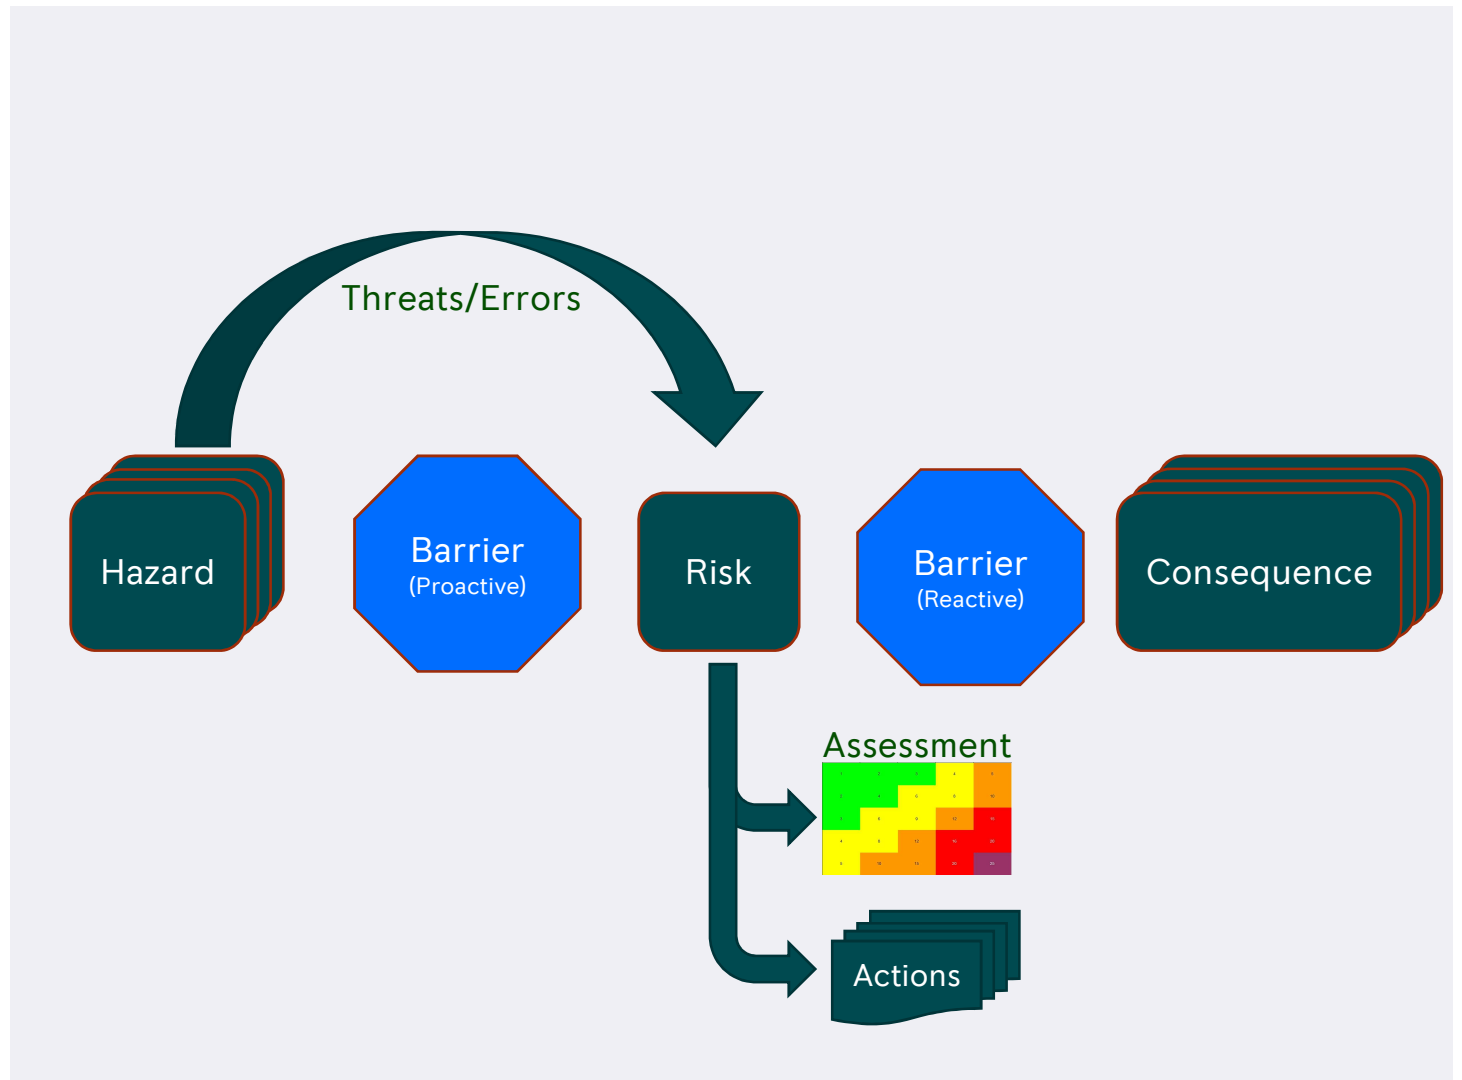 Threats/Errors
Hazard
Barrier
(Proactive)
Risk
Barrier
(Reactive)
Consequence
Assessment
Actions